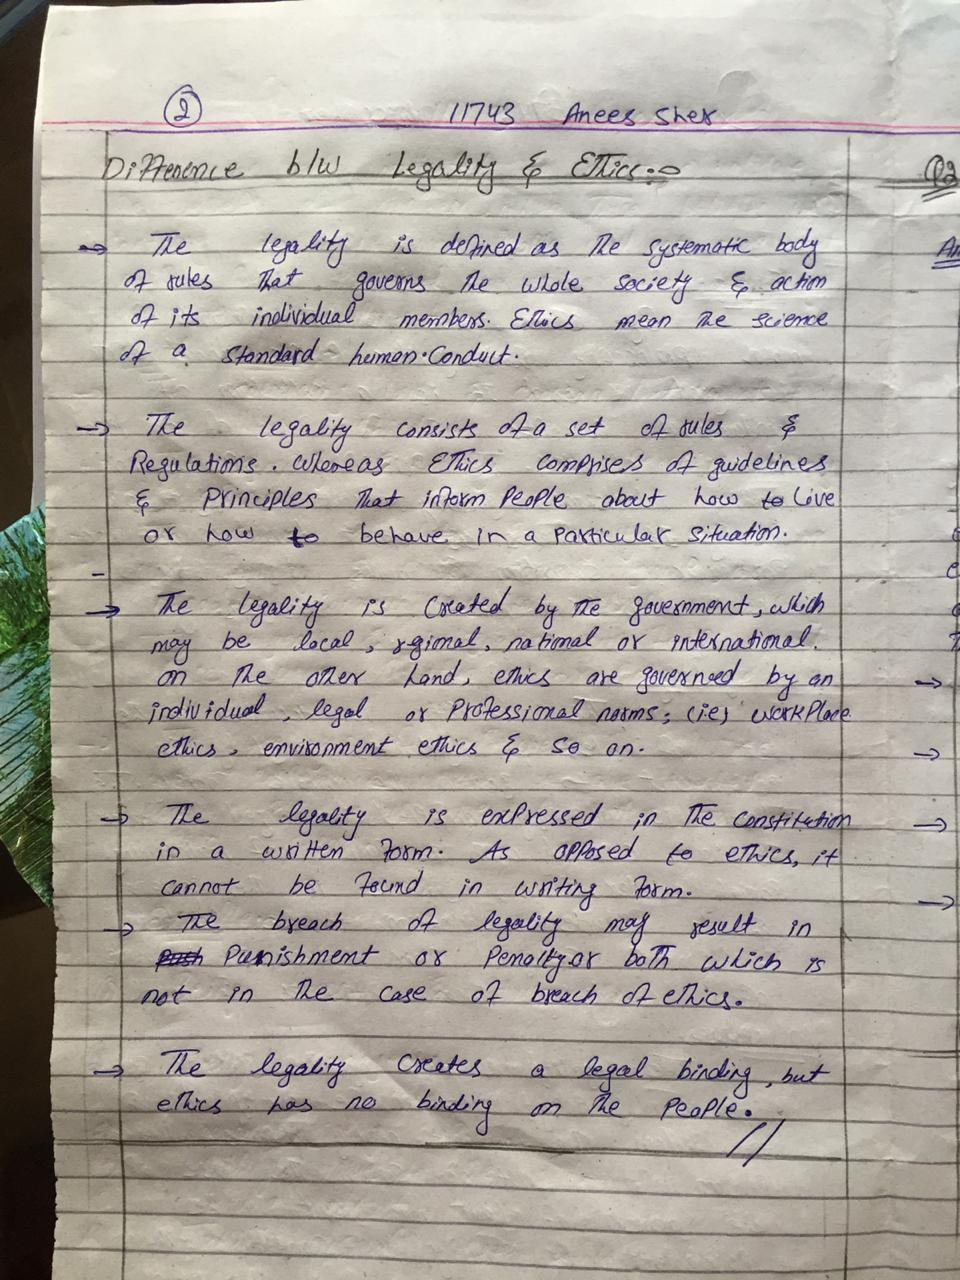 2
11743 Anees Sher
Difference b/w Legality & Ethics:-
→ The legality is defined as the systematic body
of rules that governs the whole society & action
of its individual members. Ethics mean the science
of a standard human conduct.
→ The legality consists of a set of rules &
Regulations. whereas Ethics comprises of guidelines
& Principles that inform People about how to live
or how to behave in a Particular situation.
-
→ The legality is created by the government, which
may be local, regional, national or international.
on the other hand, ethics are governed by an
individual, legal or Professional norms, (ie) workPlace
ethics, environment ethics & so on.
→ The legality is expressed in the constitution
in a written form. As opposed to ethics, it
cannot be found in writing form.
→ The breach of legality may result in
Punishment or Penalty or both which is
not in the case of breach of ethics.
→ The legality creates a legal binding, but
ethics has no binding on the People.
Q2
An
→
→
→
→